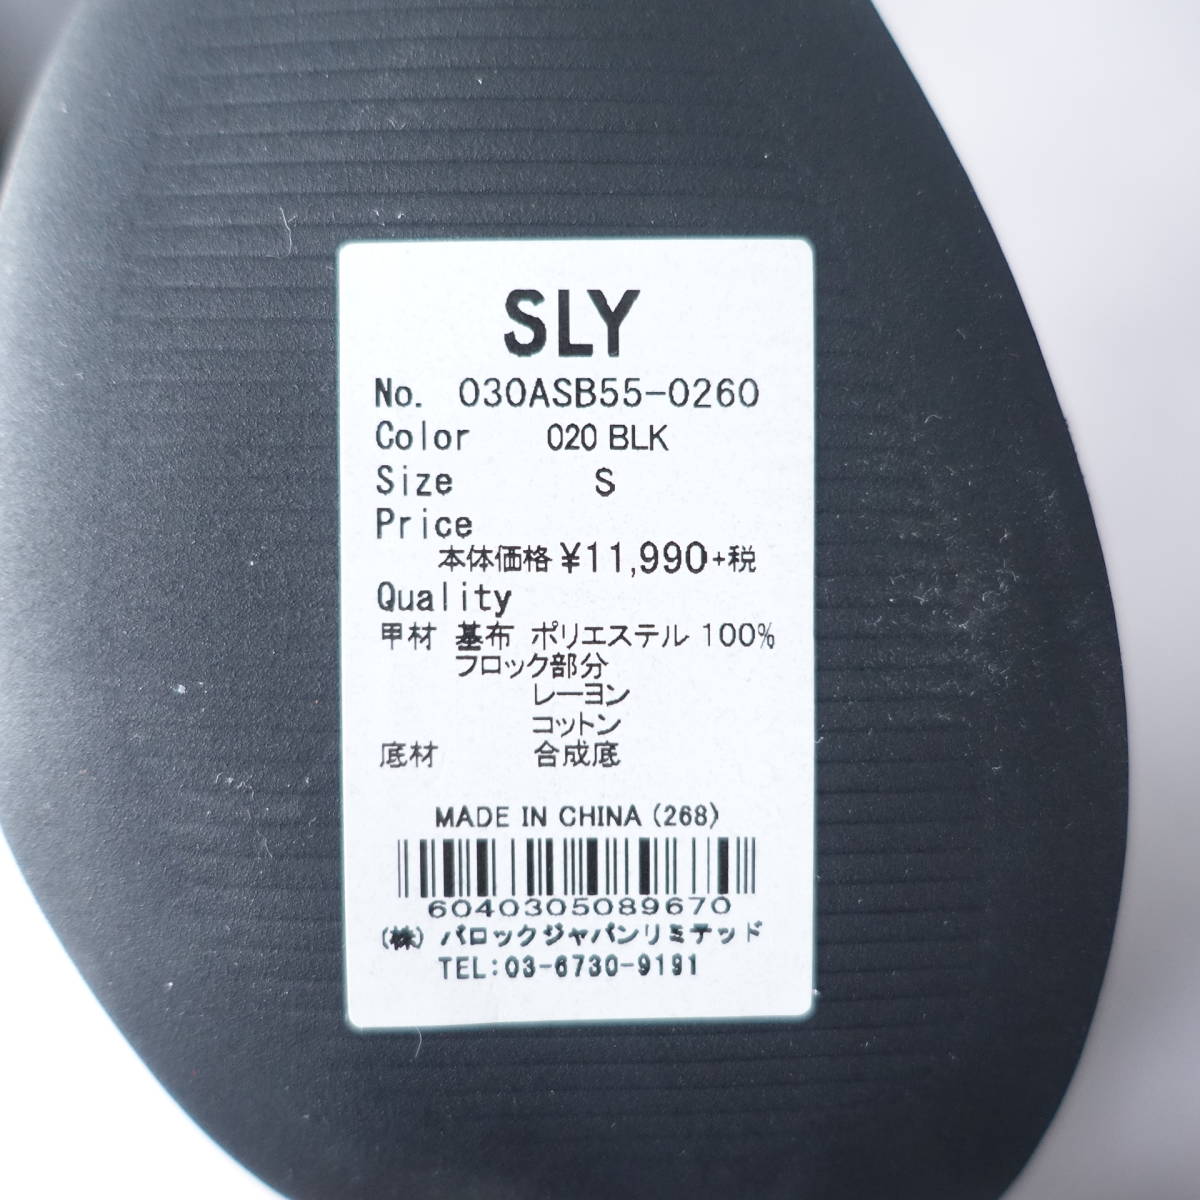 SLY
No. 030ASB55-0260
Color 020 BLK
Size S
Price
本体価格 ¥11,990+税
Quality
甲材 基布 ポリエステル 100%
フロック部分
レーヨン
コットン
底材 合成底
MADE IN CHINA (268)
6040305089670
(株) バロックジャパンリミテッド
TEL:03-6730-9191